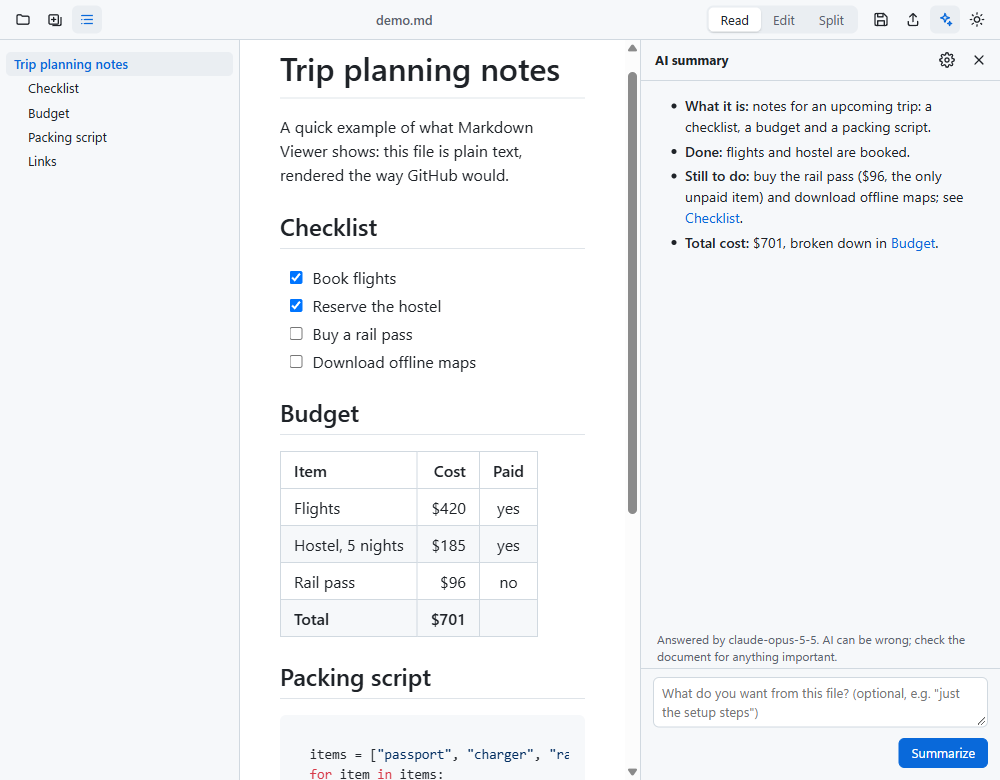 demo.md
Read Edit Split
Trip planning notes
Checklist
Budget
Packing script
Links
Trip planning notes
A quick example of what Markdown
Viewer shows: this file is plain text,
rendered the way GitHub would.
Checklist
Book flights
Reserve the hostel
Buy a rail pass
Download offline maps
Budget
Item Cost Paid
Flights $420 yes
Hostel, 5 nights $185 yes
Rail pass $96 no
Total $701
Packing script
items = ["passport", "charger", "ra
for item in items:
AI summary
What it is: notes for an upcoming trip: a
checklist, a budget and a packing script.
Done: flights and hostel are booked.
Still to do: buy the rail pass ($96, the only
unpaid item) and download offline maps; see
Checklist.
Total cost: $701, broken down in Budget.
Answered by claude-opus-5-5. AI can be wrong; check the
document for anything important.
What do you want from this file? (optional, e.g. "just
the setup steps")
Summarize